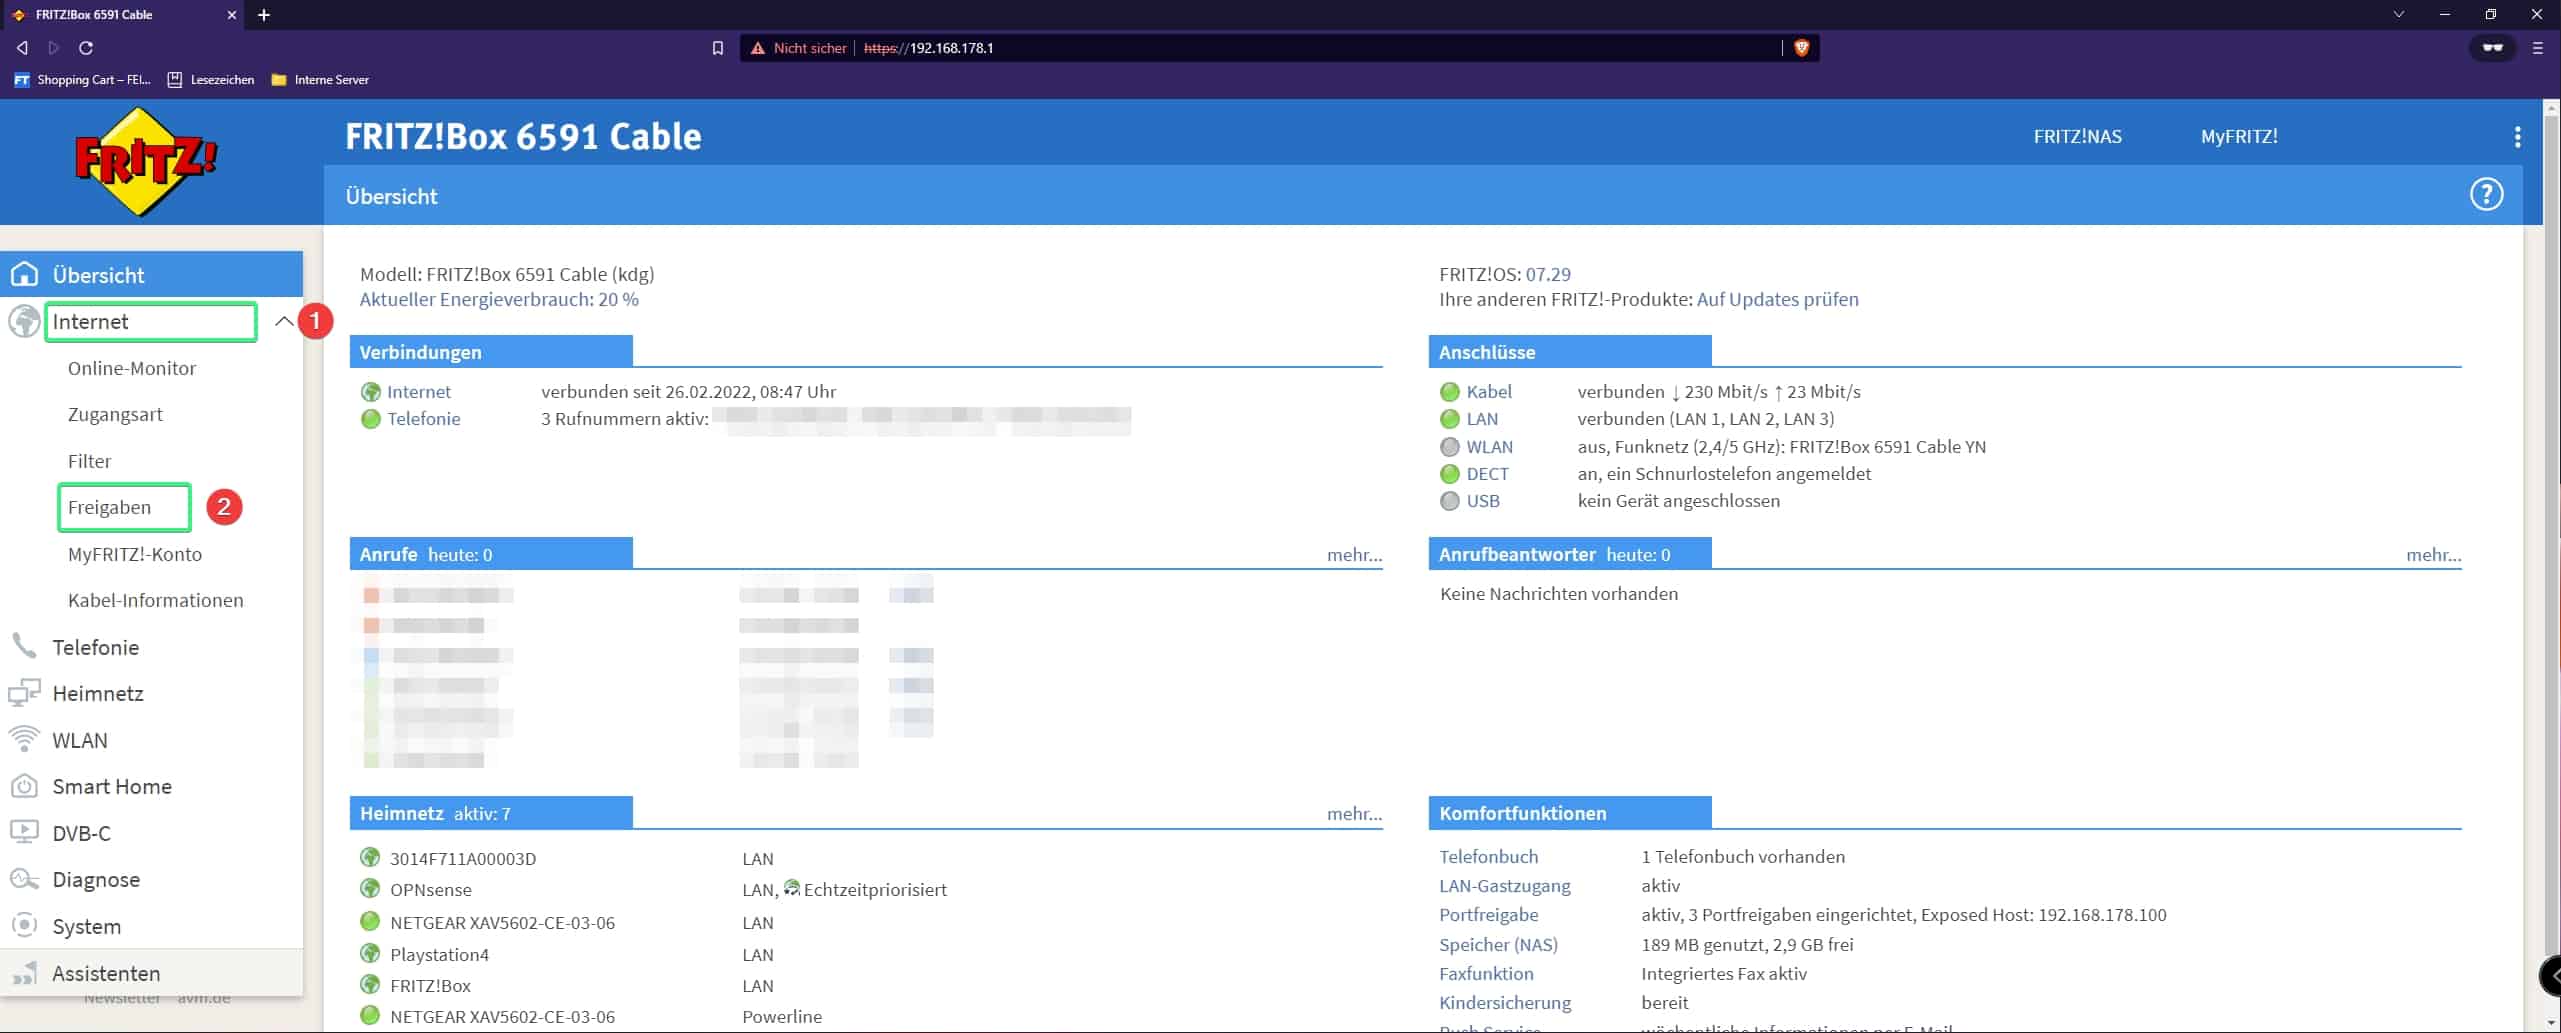 FRITZ!Box 6591 Cable
Nicht sicher https://192.168.178.1
Shopping Cart – FEI... Lesezeichen Interne Server
FRITZ!
FRITZ!Box 6591 Cable
FRITZ!NAS MyFRITZ!
Übersicht
?
Übersicht
Internet 1
Online-Monitor
Zugangsart
Filter
Freigaben 2
MyFRITZ!-Konto
Kabel-Informationen
Telefonie
Heimnetz
WLAN
Smart Home
DVB-C
Diagnose
System
Assistenten
Newsletter avm.de
Modell: FRITZ!Box 6591 Cable (kdg)
Aktueller Energieverbrauch: 20 %
FRITZ!OS: 07.29
Ihre anderen FRITZ!-Produkte: Auf Updates prüfen
Verbindungen
Internet verbunden seit 26.02.2022, 08:47 Uhr
Telefonie 3 Rufnummern aktiv:
Anschlüsse
Kabel verbunden ↓ 230 Mbit/s ↑ 23 Mbit/s
LAN verbunden (LAN 1, LAN 2, LAN 3)
WLAN aus, Funknetz (2,4/5 GHz): FRITZ!Box 6591 Cable YN
DECT an, ein Schnurlostelefon angemeldet
USB kein Gerät angeschlossen
Anrufe heute: 0 mehr...
Anrufbeantworter heute: 0 mehr...
Keine Nachrichten vorhanden
Heimnetz aktiv: 7 mehr...
3014F711A00003D LAN
OPNsense LAN, Echtzeitpriorisiert
NETGEAR XAV5602-CE-03-06 LAN
Playstation4 LAN
FRITZ!Box LAN
NETGEAR XAV5602-CE-03-06 Powerline
Komfortfunktionen
Telefonbuch 1 Telefonbuch vorhanden
LAN-Gastzugang aktiv
Portfreigabe aktiv, 3 Portfreigaben eingerichtet, Exposed Host: 192.168.178.100
Speicher (NAS) 189 MB genutzt, 2,9 GB frei
Faxfunktion Integriertes Fax aktiv
Kindersicherung bereit
Push Service wöchentliche Informationen per E-Mail